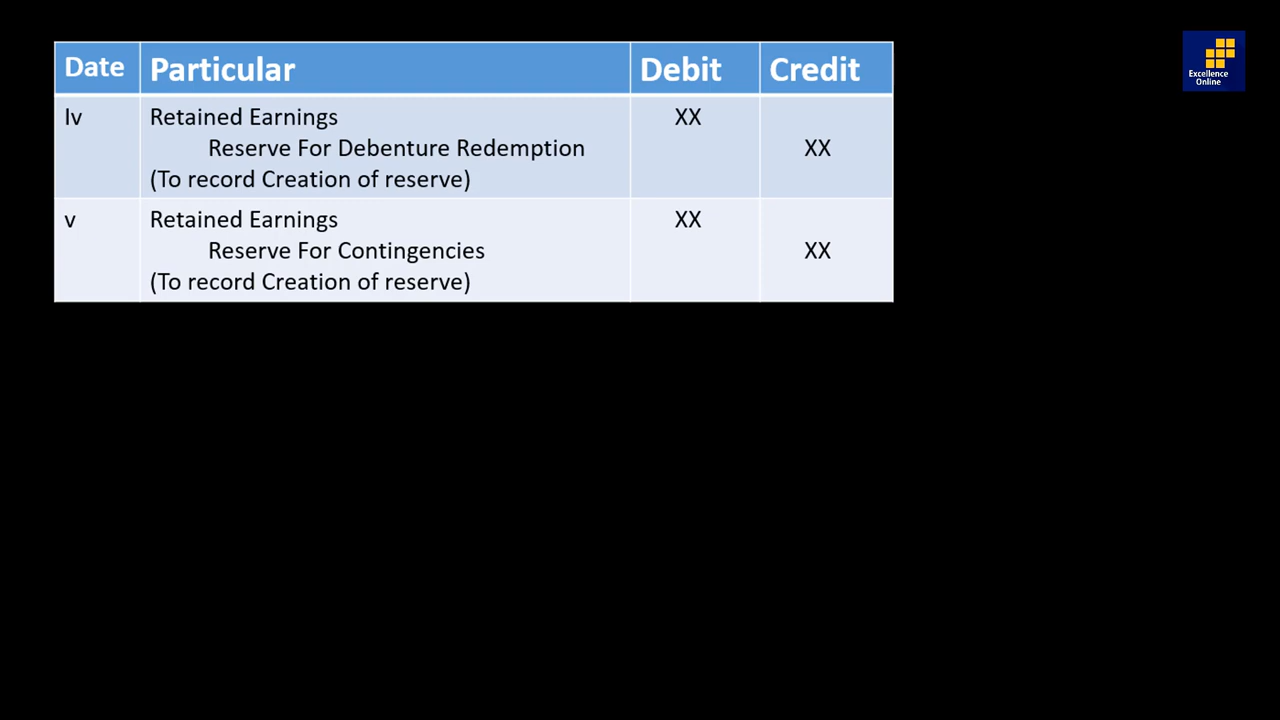 Date Particular Debit Credit
Iv Retained Earnings XX
Reserve For Debenture Redemption XX
(To record Creation of reserve)
v Retained Earnings XX
Reserve For Contingencies XX
(To record Creation of reserve)
Excellence
Online